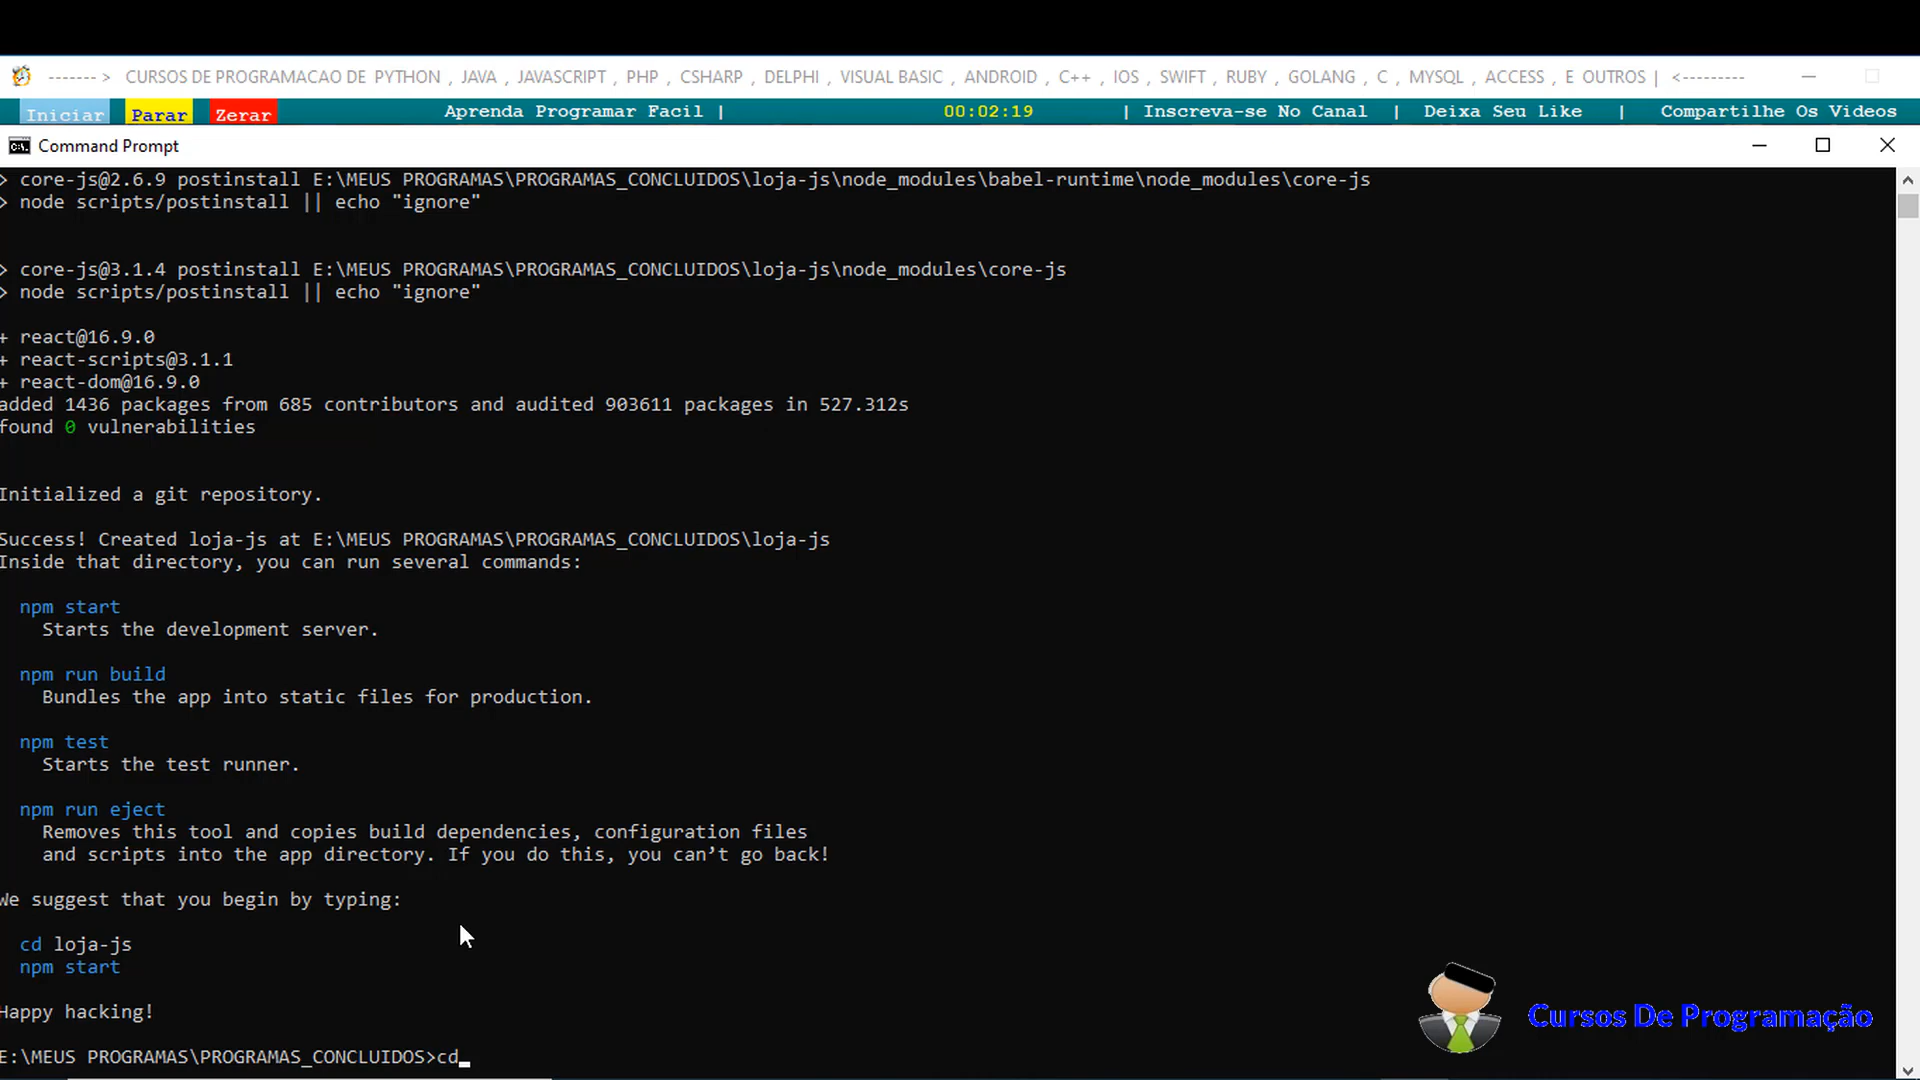 ------- > CURSOS DE PROGRAMACAO DE PYTHON , JAVA , JAVASCRIPT , PHP , CSHARP , DELPHI , VISUAL BASIC , ANDROID , C++ , IOS , SWIFT , RUBY , GOLANG , C , MYSQL , ACCESS , E OUTROS | <---------
Iniciar Parar Zerar Aprenda Programar Facil | 00:02:19 | Inscreva-se No Canal | Deixa Seu Like | Compartilhe Os Videos
Command Prompt
> core-js@2.6.9 postinstall E:\MEUS PROGRAMAS\PROGRAMAS_CONCLUIDOS\loja-js\node_modules\babel-runtime\node_modules\core-js
> node scripts/postinstall || echo "ignore"
> core-js@3.1.4 postinstall E:\MEUS PROGRAMAS\PROGRAMAS_CONCLUIDOS\loja-js\node_modules\core-js
> node scripts/postinstall || echo "ignore"
+ react@16.9.0
+ react-scripts@3.1.1
+ react-dom@16.9.0
added 1436 packages from 685 contributors and audited 903611 packages in 527.312s
found 0 vulnerabilities
Initialized a git repository.
Success! Created loja-js at E:\MEUS PROGRAMAS\PROGRAMAS_CONCLUIDOS\loja-js
Inside that directory, you can run several commands:
npm start
Starts the development server.
npm run build
Bundles the app into static files for production.
npm test
Starts the test runner.
npm run eject
Removes this tool and copies build dependencies, configuration files
and scripts into the app directory. If you do this, you can’t go back!
We suggest that you begin by typing:
cd loja-js
npm start
Happy hacking!
Cursos De Programação
E:\MEUS PROGRAMAS\PROGRAMAS_CONCLUIDOS>cd_